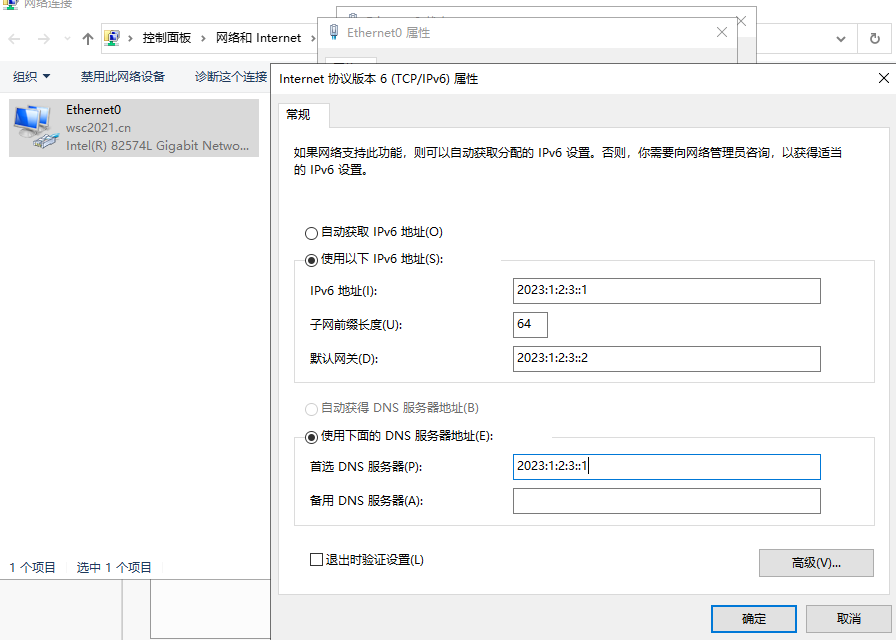 网络连接
控制面板 > 网络和 Internet >
Ethernet0 属性
组织 禁用此网络设备 诊断这个连接
Ethernet0
wsc2021.cn
Intel(R) 82574L Gigabit Netwo...
Internet 协议版本 6 (TCP/IPv6) 属性
常规
如果网络支持此功能，则可以自动获取分配的 IPv6 设置。否则，你需要向网络管理员咨询，以获得适当
的 IPv6 设置。
自动获取 IPv6 地址(O)
使用以下 IPv6 地址(S):
IPv6 地址(I): 2023:1:2:3::1
子网前缀长度(U): 64
默认网关(D): 2023:1:2:3::2
自动获得 DNS 服务器地址(B)
使用下面的 DNS 服务器地址(E):
首选 DNS 服务器(P): 2023:1:2:3::1
备用 DNS 服务器(A):
退出时验证设置(L)
高级(V)...
1 个项目 选中 1 个项目
确定 取消